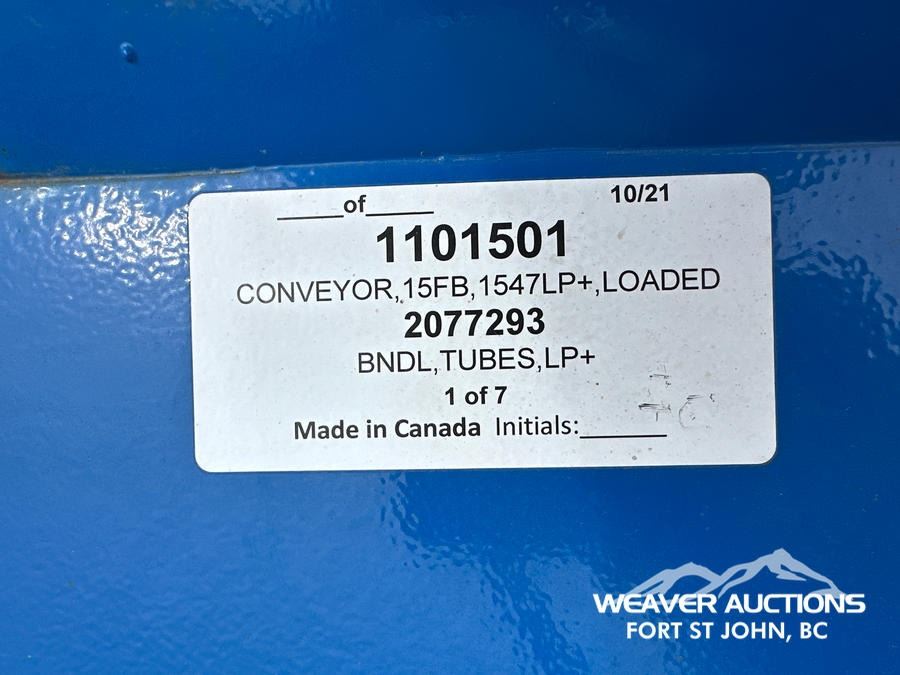 _____of_____ 10/21
1101501
CONVEYOR,15FB,1547LP+,LOADED
2077293
BNDL,TUBES,LP+
1 of 7
Made in Canada Initials:______
WEAVER AUCTIONS
FORT ST JOHN, BC